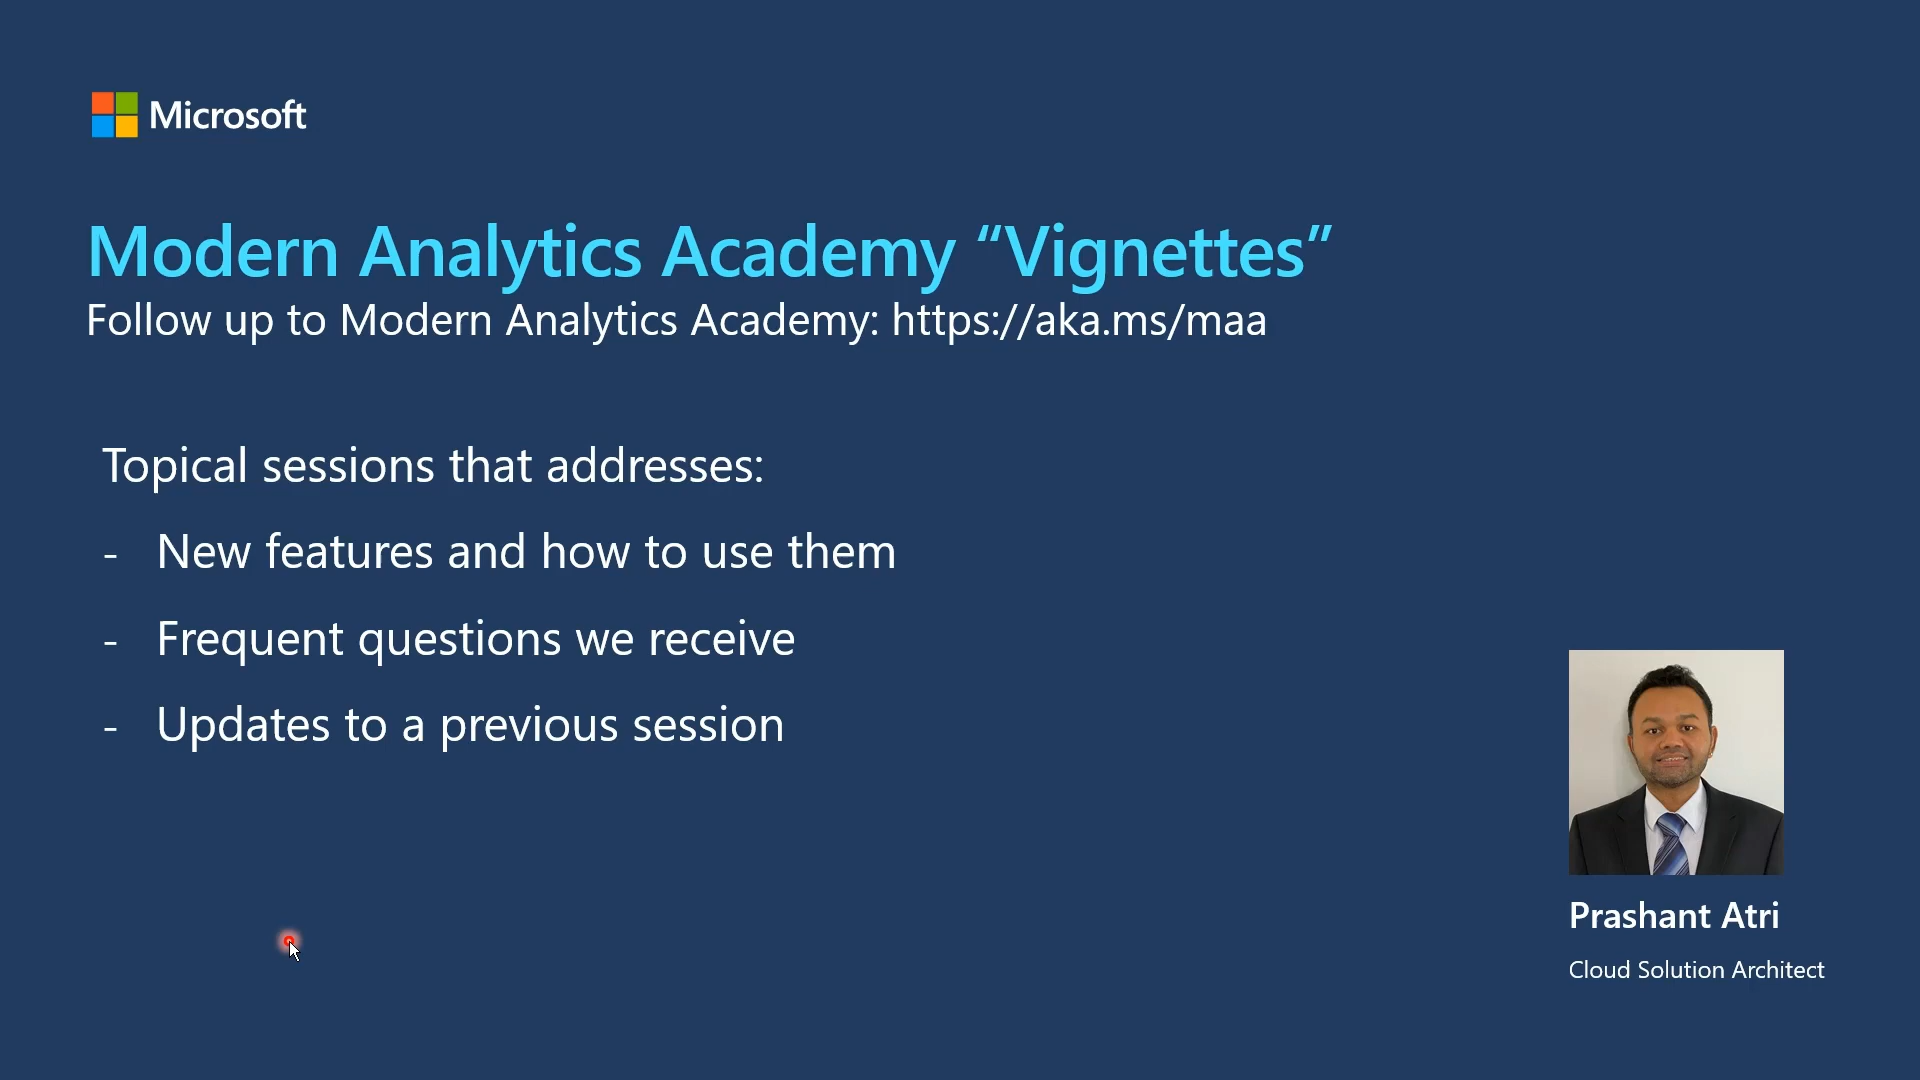 Microsoft
Modern Analytics Academy “Vignettes”
Follow up to Modern Analytics Academy: https://aka.ms/maa
Topical sessions that addresses:
- New features and how to use them
- Frequent questions we receive
- Updates to a previous session
Prashant Atri
Cloud Solution Architect